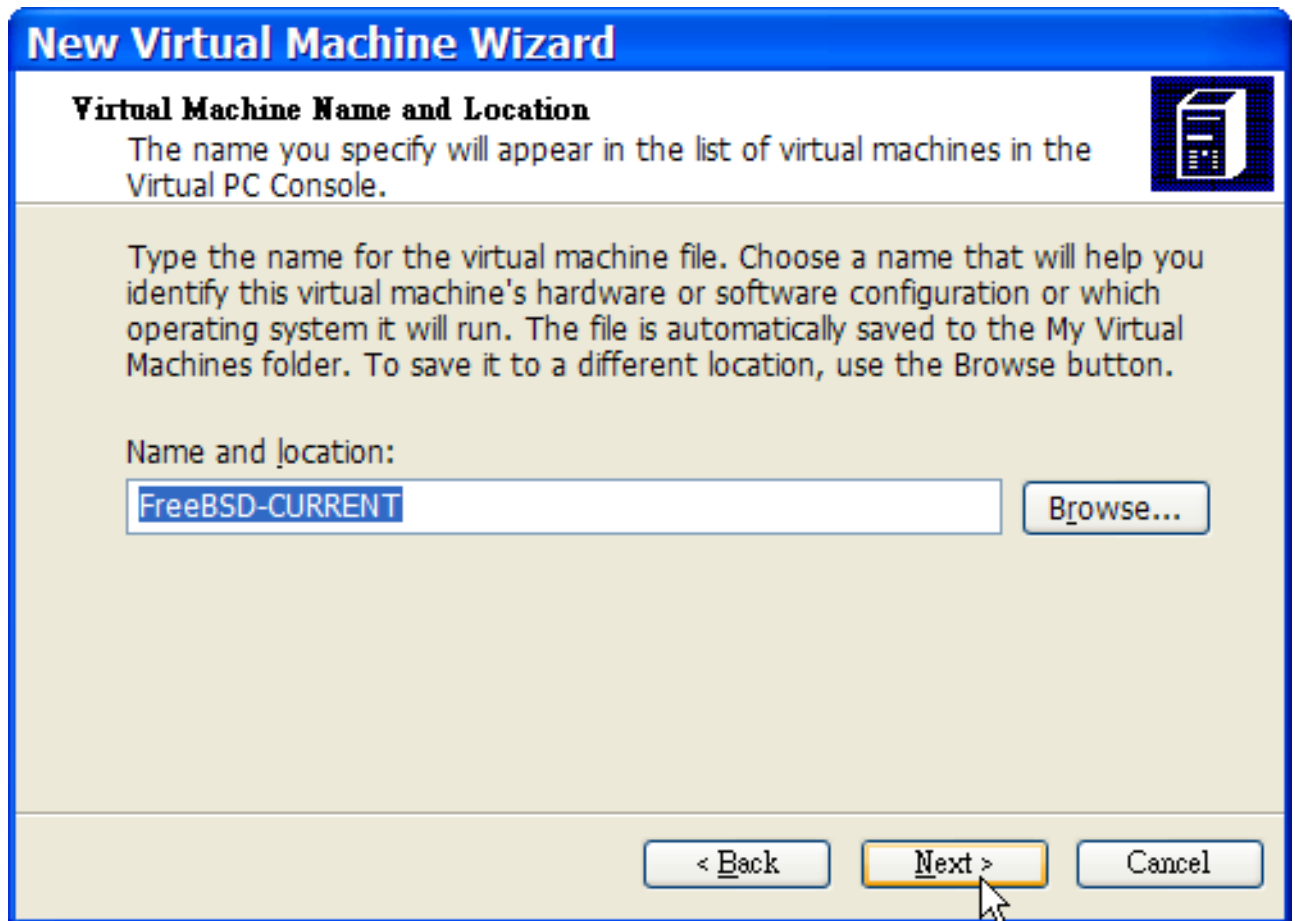 New Virtual Machine Wizard
Virtual Machine Name and Location
The name you specify will appear in the list of virtual machines in the
Virtual PC Console.
Type the name for the virtual machine file. Choose a name that will help you
identify this virtual machine's hardware or software configuration or which
operating system it will run. The file is automatically saved to the My Virtual
Machines folder. To save it to a different location, use the Browse button.
Name and location:
FreeBSD-CURRENT
Browse...
< Back
Next >
Cancel